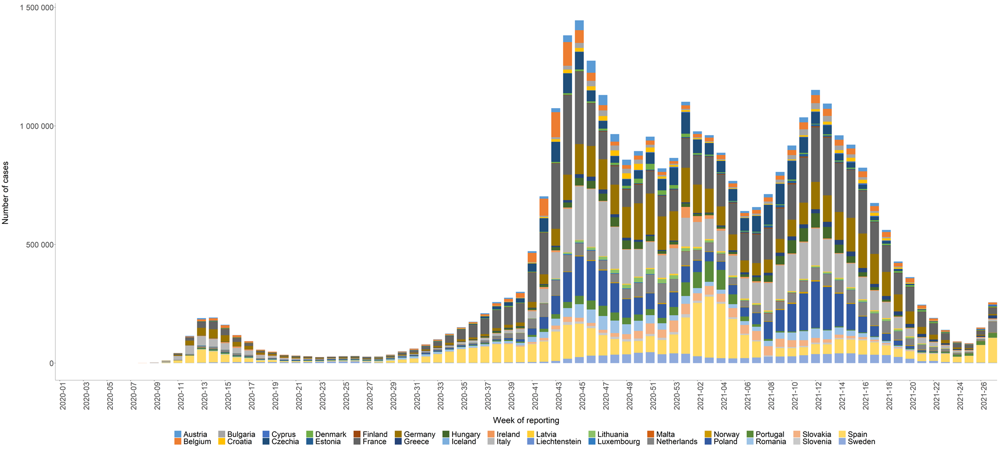 1 500 000
1 000 000
500 000
0
Number of cases
2020-01 2020-03 2020-05 2020-07 2020-09 2020-11 2020-13 2020-15 2020-17 2020-19 2020-21 2020-23 2020-25 2020-27 2020-29 2020-31 2020-33 2020-35 2020-37 2020-39 2020-41 2020-43 2020-45 2020-47 2020-49 2020-51 2020-53 2021-02 2021-04 2021-06 2021-08 2021-10 2021-12 2021-14 2021-16 2021-18 2021-20 2021-22 2021-24 2021-26
Week of reporting
Austria Bulgaria Cyprus Denmark Finland Germany Hungary Ireland Latvia Lithuania Malta Norway Portugal Slovakia Spain
Belgium Croatia Czechia Estonia France Greece Iceland Italy Liechtenstein Luxembourg Netherlands Poland Romania Slovenia Sweden